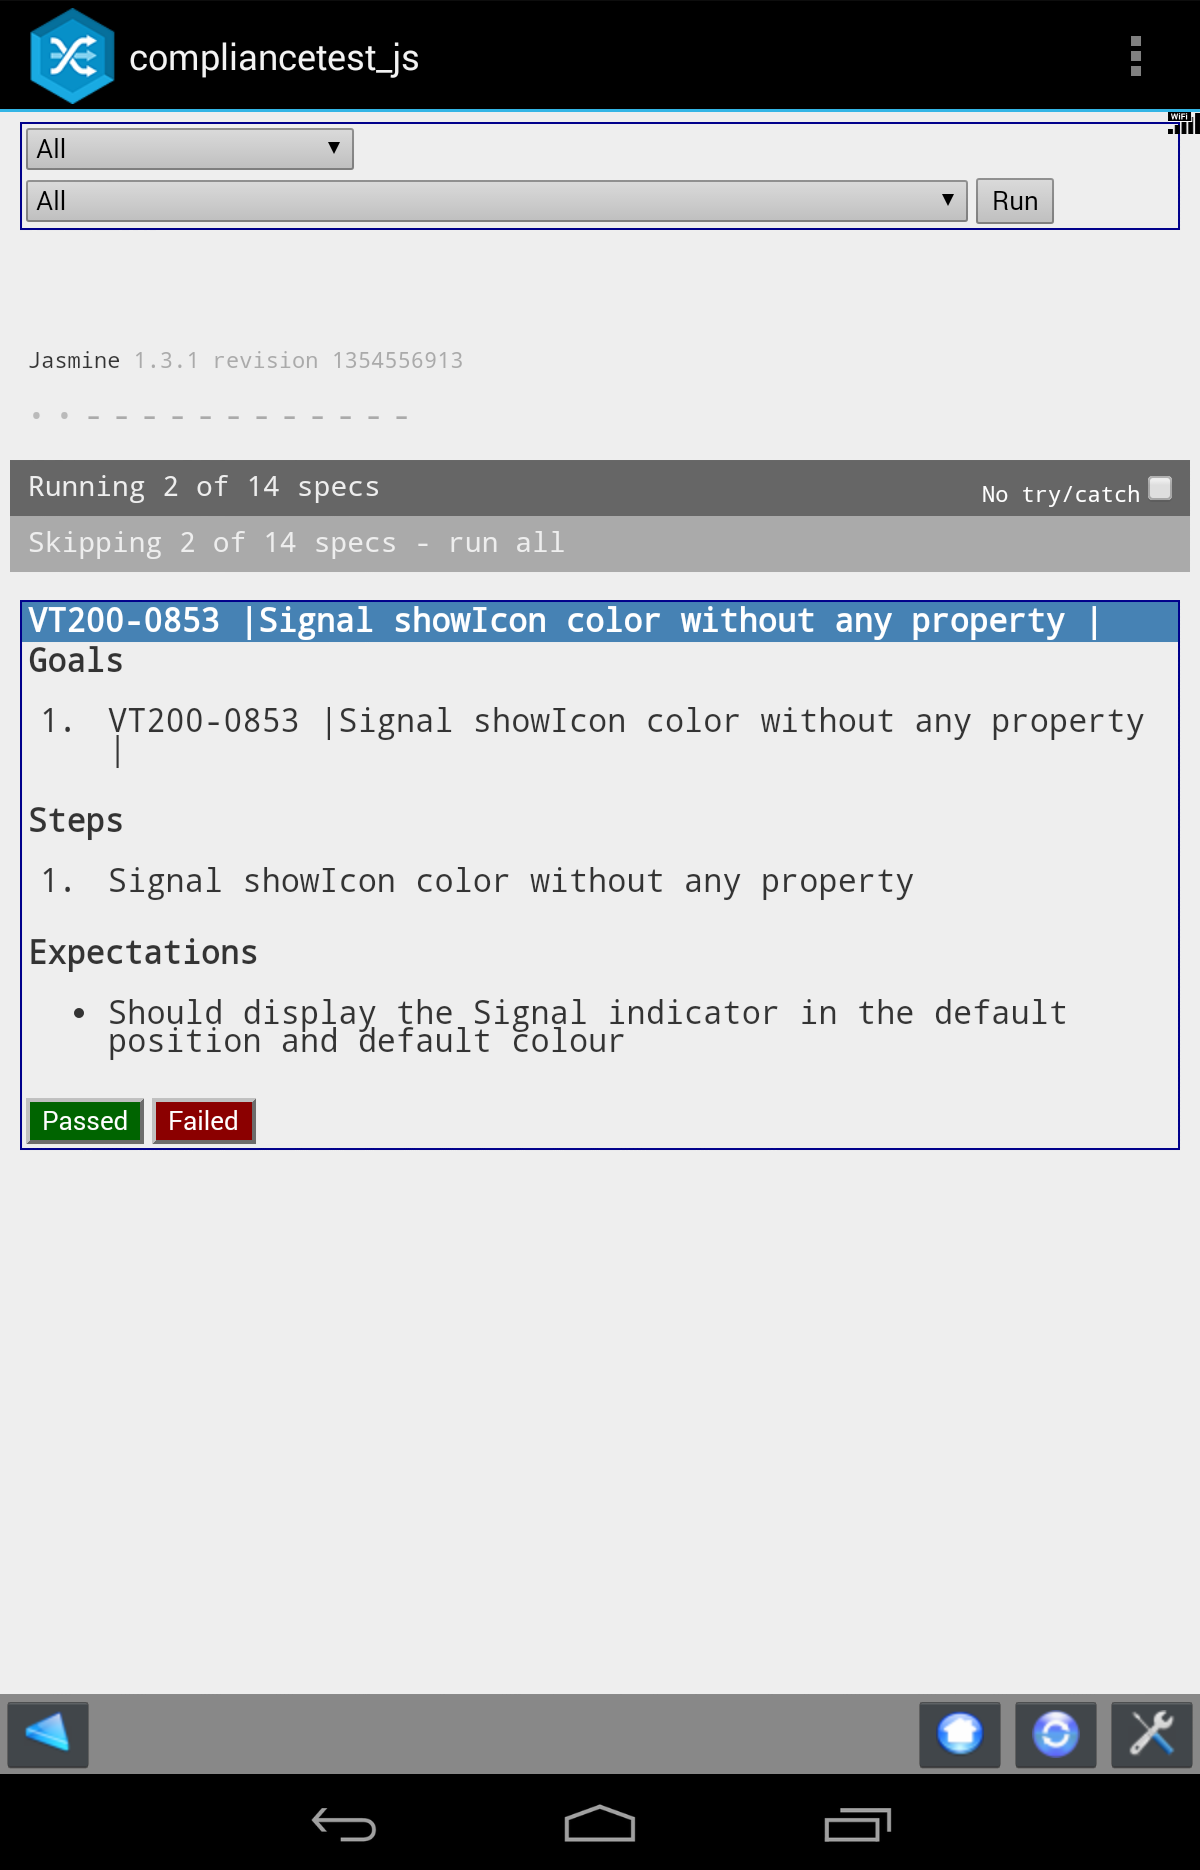 compliancetest_js
WiFi
All
All
Run
Jasmine 1.3.1 revision 1354556913
• • - - - - - - - - - - - -
Running 2 of 14 specs
No try/catch
Skipping 2 of 14 specs - run all
VT200-0853 |Signal showIcon color without any property |
Goals
1. VT200-0853 |Signal showIcon color without any property
|
Steps
1. Signal showIcon color without any property
Expectations
• Should display the Signal indicator in the default
position and default colour
Passed Failed